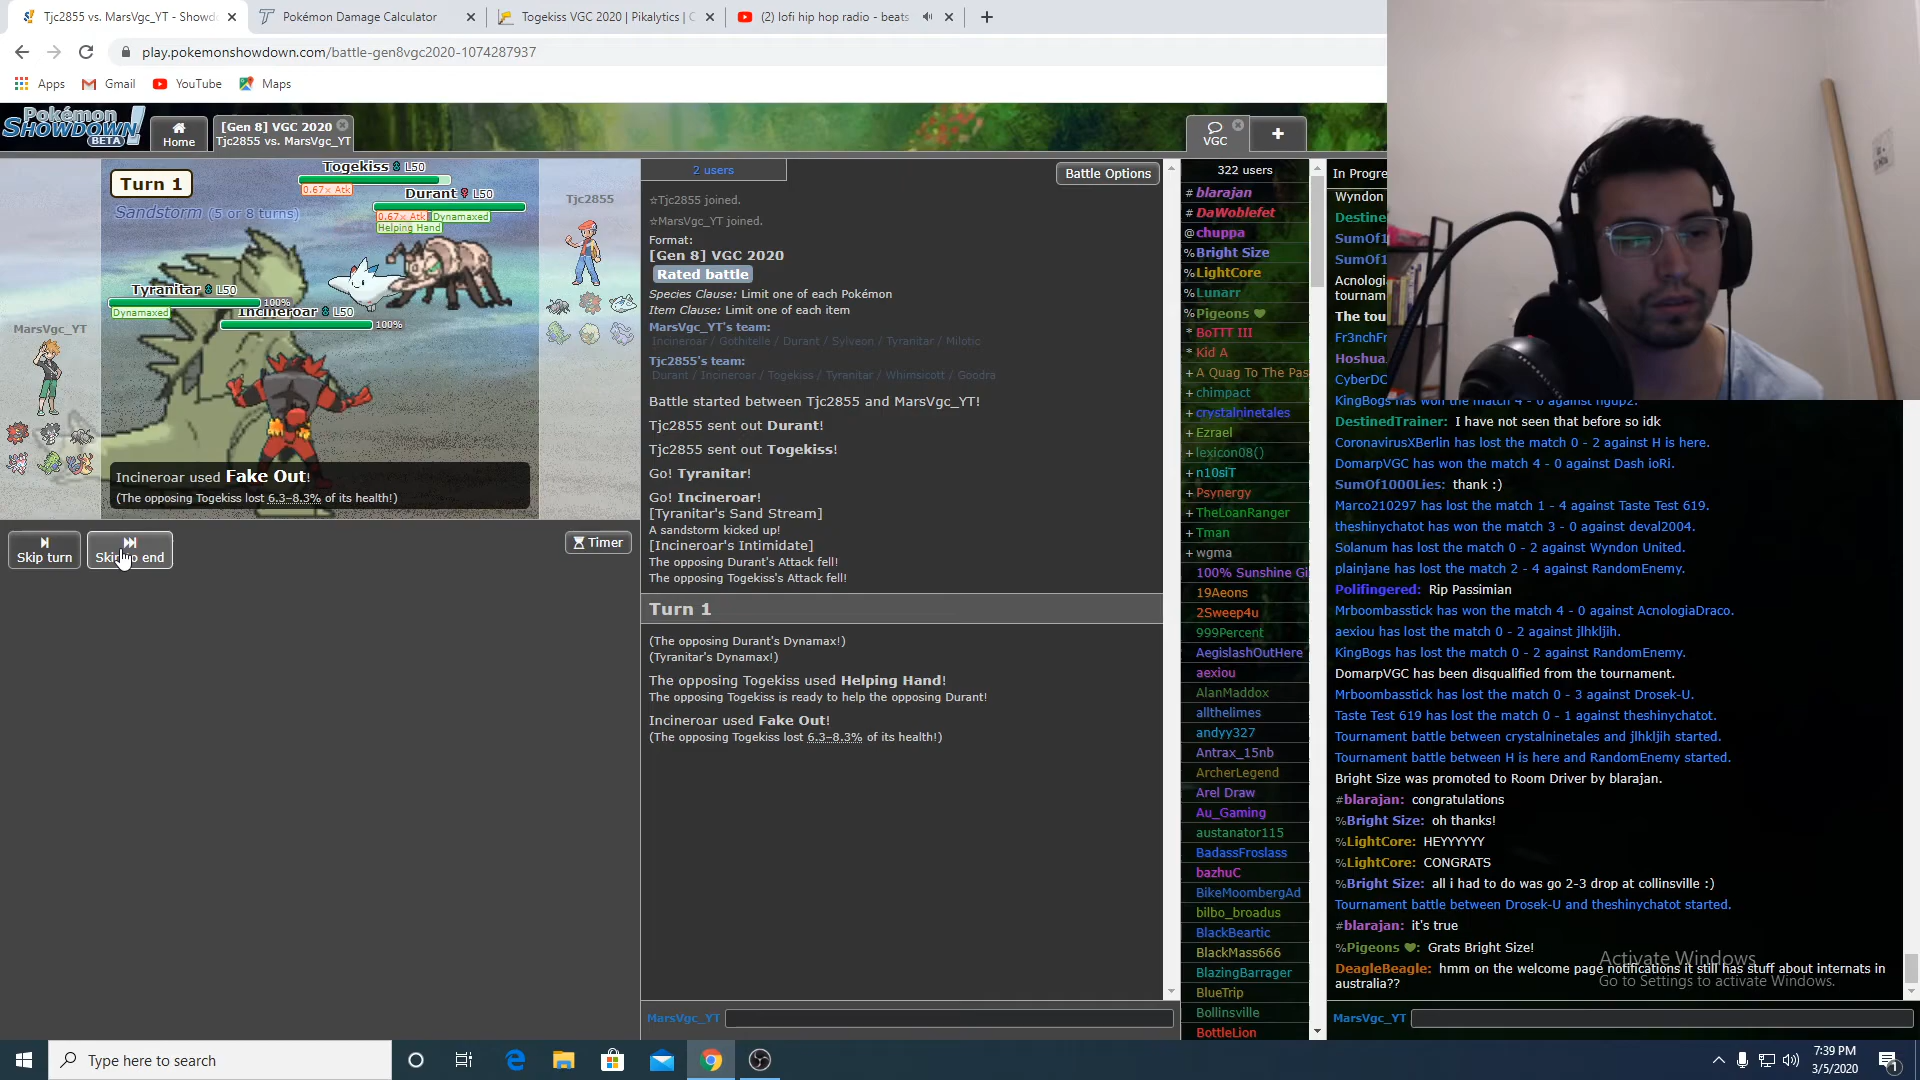 Tjc2855 vs. MarsVgc_YT - Showd
Pokémon Damage Calculator
Togekiss VGC 2020 | Pikalytics | C
(2) lofi hip hop radio - beats
play.pokemonshowdown.com/battle-gen8vgc2020-1074287937
Apps
Gmail
YouTube
Maps
Pokémon
SHOWDOWN!
BETA
Home
[Gen 8] VGC 2020
Tjc2855 vs. MarsVgc_YT
VGC
Turn 1
Sandstorm (5 or 8 turns)
Togekiss L50
0.67× Atk
Durant L50
0.67× Atk Dynamaxed
Helping Hand
Tyranitar L50
100%
Dynamaxed
Incineroar L50
100%
Tjc2855
MarsVgc_YT
Incineroar used Fake Out!
(The opposing Togekiss lost 6.3–8.3% of its health!)
Skip turn
Skip to end
Timer
2 users
Battle Options
☆Tjc2855 joined.
☆MarsVgc_YT joined.
Format:
[Gen 8] VGC 2020
Rated battle
Species Clause: Limit one of each Pokémon
Item Clause: Limit one of each item
MarsVgc_YT's team:
Incineroar / Gothitelle / Durant / Sylveon / Tyranitar / Milotic
Tjc2855's team:
Durant / Incineroar / Togekiss / Tyranitar / Whimsicott / Goodra
Battle started between Tjc2855 and MarsVgc_YT!
Tjc2855 sent out Durant!
Tjc2855 sent out Togekiss!
Go! Tyranitar!
Go! Incineroar!
[Tyranitar's Sand Stream]
A sandstorm kicked up!
[Incineroar's Intimidate]
The opposing Durant's Attack fell!
The opposing Togekiss's Attack fell!
Turn 1
(The opposing Durant's Dynamax!)
(Tyranitar's Dynamax!)
The opposing Togekiss used Helping Hand!
The opposing Togekiss is ready to help the opposing Durant!
Incineroar used Fake Out!
(The opposing Togekiss lost 6.3–8.3% of its health!)
MarsVgc_YT
322 users
#blarajan
#DaWoblefet
@chuppa
%Bright Size
%LightCore
%Lunarr
%Pigeons ♥
*BoTTT III
*Kid A
+A Quag To The Pas
+chimpact
+crystalninetales
+Ezrael
+lexicon08()
+n10siT
+Psynergy
+TheLoanRanger
+Tman
+wgma
100% Sunshine Gi
19Aeons
2Sweep4u
999Percent
AegislashOutHere
aexiou
AlanMaddox
allthelimes
andyy327
Antrax_15nb
ArcherLegend
Arel Draw
Au_Gaming
austanator115
BadassFroslass
bazhuC
BikeMoombergAd
bilbo_broadus
BlackBeartic
BlackMass666
BlazingBarrager
BlueTrip
Bollinsville
BottleLion
In Progre
Wyndon
Destine
SumOf1
SumOf1
Acnolog
tournam
The tou
Fr3nchFr
Hoshua
CyberDC
KingBogs has won the match 4 - 0 against ngup2.
DestinedTrainer: I have not seen that before so idk
CoronavirusXBerlin has lost the match 0 - 2 against H is here.
DomarpVGC has won the match 4 - 0 against Dash ioRi.
SumOf1000Lies: thank :)
Marco210297 has lost the match 1 - 4 against Taste Test 619.
theshinychatot has won the match 3 - 0 against deval2004.
Solanum has lost the match 0 - 2 against Wyndon United.
plainjane has lost the match 2 - 4 against RandomEnemy.
Polifingered: Rip Passimian
Mrboombasstick has won the match 4 - 0 against AcnologiaDraco.
aexiou has lost the match 0 - 2 against jlhkljih.
KingBogs has lost the match 0 - 2 against RandomEnemy.
DomarpVGC has been disqualified from the tournament.
Mrboombasstick has lost the match 0 - 3 against Drosek-U.
Taste Test 619 has lost the match 0 - 1 against theshinychatot.
Tournament battle between crystalninetales and jlhkljih started.
Tournament battle between H is here and RandomEnemy started.
Bright Size was promoted to Room Driver by blarajan.
#blarajan: congratulations
%Bright Size: oh thanks!
%LightCore: HEYYYYYY
%LightCore: CONGRATS
%Bright Size: all i had to do was go 2-3 drop at collinsville :)
Tournament battle between Drosek-U and theshinychatot started.
#blarajan: it's true
%Pigeons ♥: Grats Bright Size!
DeagleBeagle: hmm on the welcome page notifications it still has stuff about internats in
australia??
Activate Windows
Go to Settings to activate Windows.
MarsVgc_YT
Type here to search
7:39 PM
3/5/2020
1